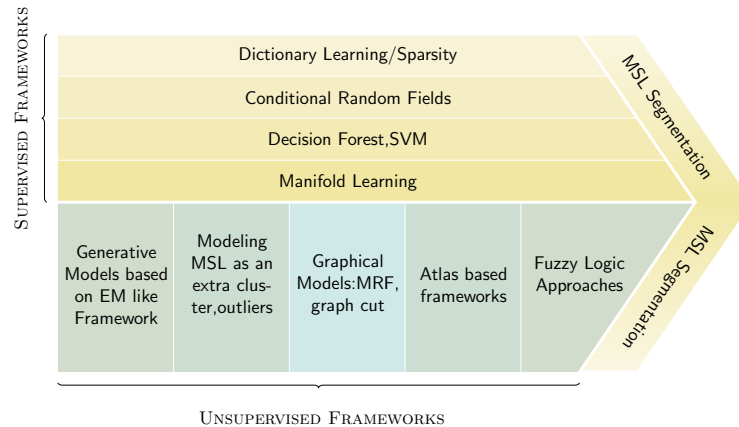 SUPERVISED FRAMEWORKS
Dictionary Learning/Sparsity
Conditional Random Fields
Decision Forest,SVM
Manifold Learning
MSL Segmentation
Generative
Models based
on EM like
Framework
Modeling
MSL as an
extra clus-
ter,outliers
Graphical
Models:MRF,
graph cut
Atlas based
frameworks
Fuzzy Logic
Approaches
MSL Segmentation
UNSUPERVISED FRAMEWORKS